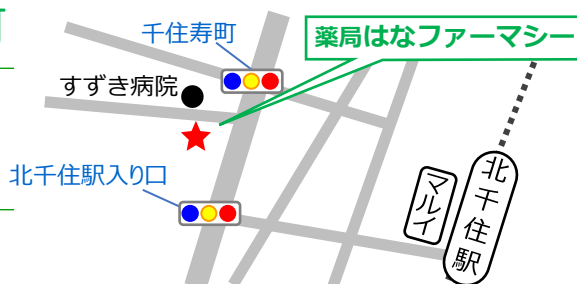 千住寿町
薬局はなファーマシー
すずき病院
北千住駅入り口
マルイ
北千住駅